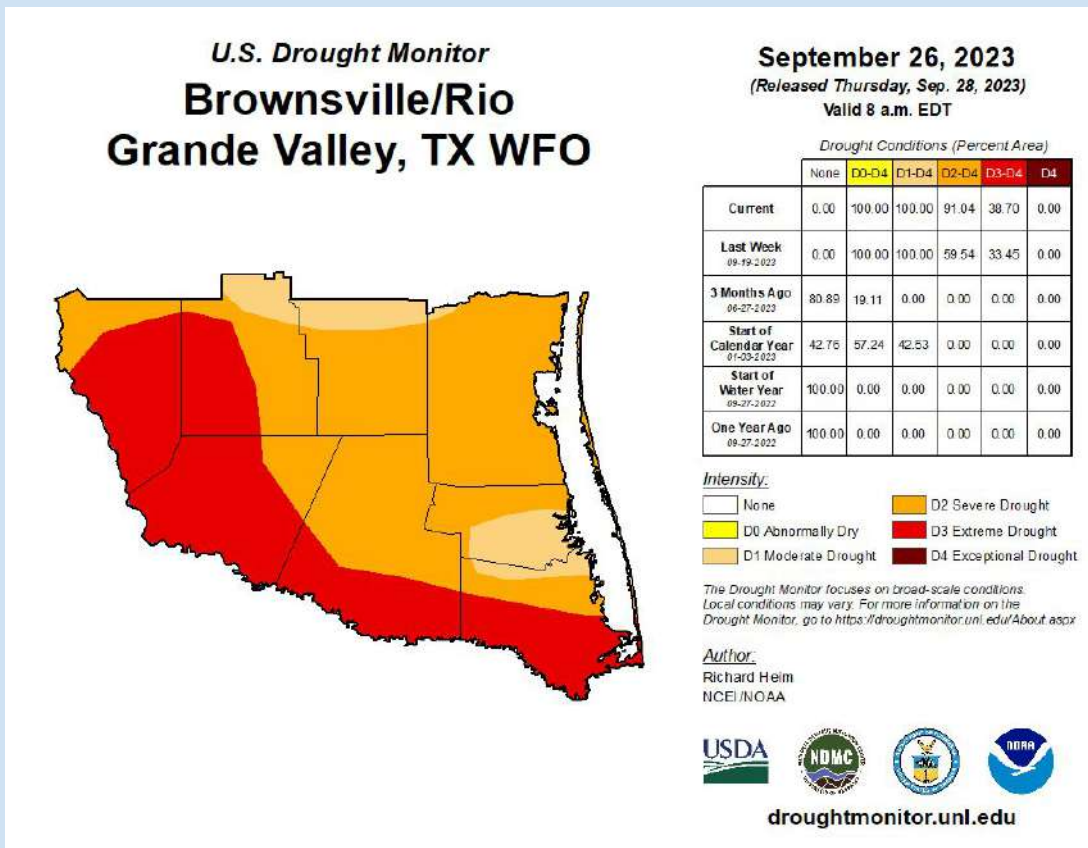 U.S. Drought Monitor
Brownsville/Rio
Grande Valley, TX WFO
September 26, 2023
(Released Thursday, Sep. 28, 2023)
Valid 8 a.m. EDT
Drought Conditions (Percent Area)
None D0-D4 D1-D4 D2-D4 D3-D4 D4
Current 0.00 100.00 100.00 91.04 38.70 0.00
Last Week
09-19-2023
0.00 100.00 100.00 59.54 33.45 0.00
3 Months Ago
06-27-2023
80.89 19.11 0.00 0.00 0.00 0.00
Start of
Calendar Year
01-03-2023
42.76 57.24 42.53 0.00 0.00 0.00
Start of
Water Year
09-27-2022
100.00 0.00 0.00 0.00 0.00 0.00
One Year Ago
09-27-2022
100.00 0.00 0.00 0.00 0.00 0.00
Intensity:
None
D0 Abnormally Dry
D1 Moderate Drought
D2 Severe Drought
D3 Extreme Drought
D4 Exceptional Drought
The Drought Monitor focuses on broad-scale conditions.
Local conditions may vary. For more information on the
Drought Monitor, go to https://droughtmonitor.unl.edu/About.aspx
Author:
Richard Heim
NCEI/NOAA
USDA
NDMC
NOAA
droughtmonitor.unl.edu